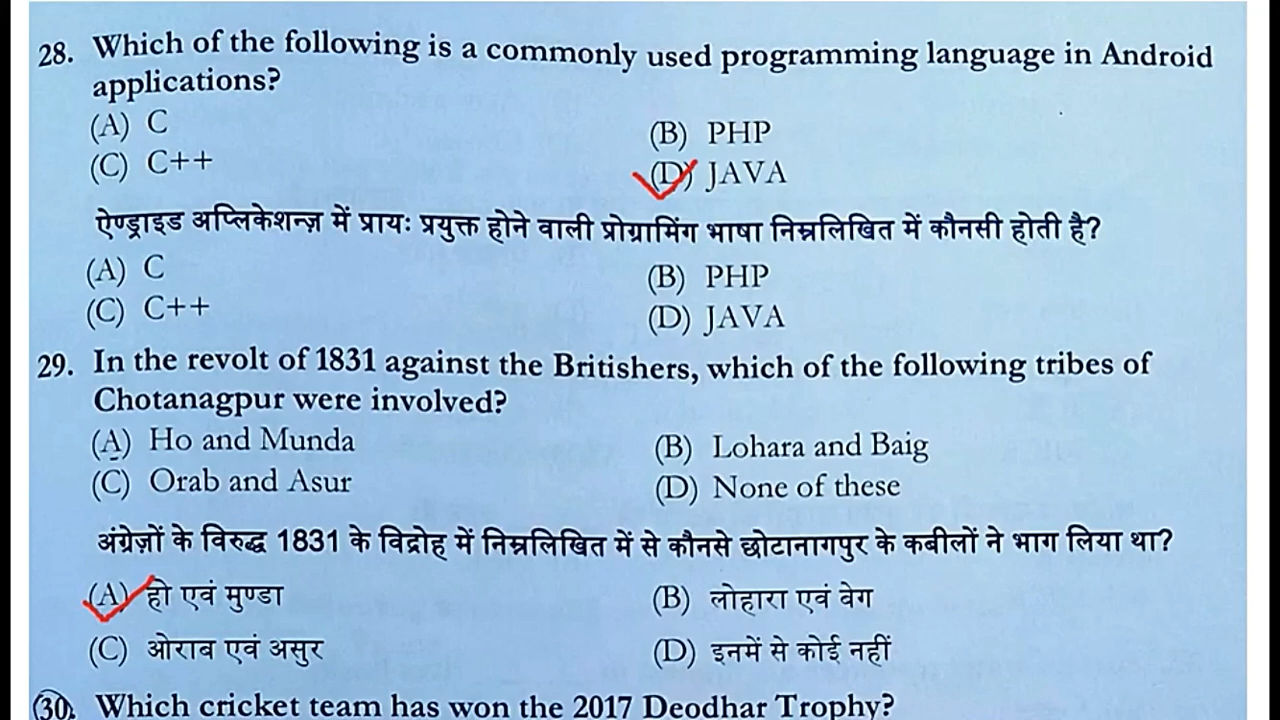 28. Which of the following is a commonly used programming language in Android
applications?
(A) C (B) PHP
(C) C++ (D) JAVA
ऐण्ड्राइड अप्लिकेशन्ज़ में प्रायः प्रयुक्त होने वाली प्रोग्रामिंग भाषा निम्नलिखित में कौनसी होती है?
(A) C (B) PHP
(C) C++ (D) JAVA
29. In the revolt of 1831 against the Britishers, which of the following tribes of
Chotanagpur were involved?
(A) Ho and Munda (B) Lohara and Baig
(C) Orab and Asur (D) None of these
अंग्रेज़ों के विरुद्ध 1831 के विद्रोह में निम्नलिखित में से कौनसे छोटानागपुर के कबीलों ने भाग लिया था?
(A) हो एवं मुण्डा (B) लोहारा एवं वेग
(C) ओराब एवं असुर (D) इनमें से कोई नहीं
30. Which cricket team has won the 2017 Deodhar Trophy?